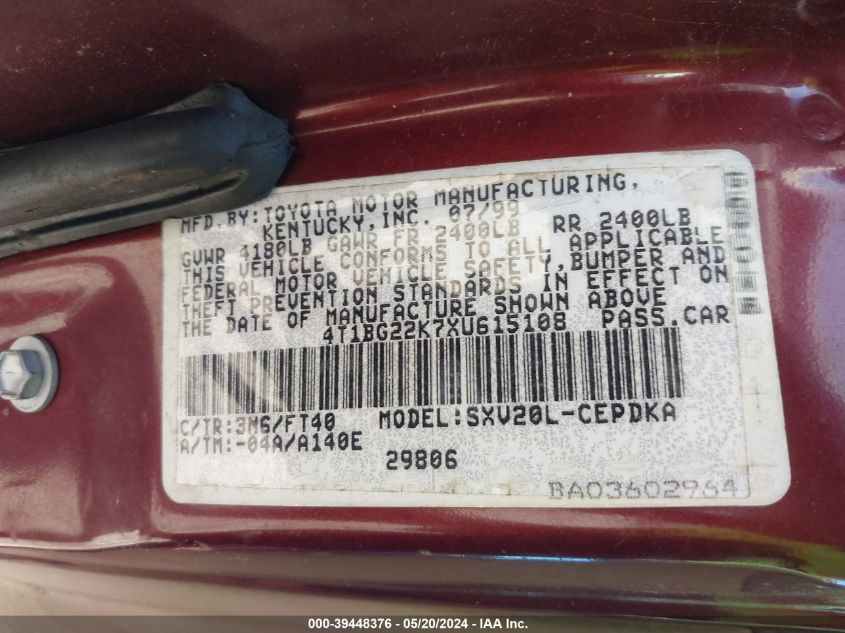 MFD.BY:TOYOTA MOTOR MANUFACTURING,
KENTUCKY,INC. 07/99
GVWR 4180LB GAWR FR 2400LB RR 2400LB
THIS VEHICLE CONFORMS TO ALL APPLICABLE
FEDERAL MOTOR VEHICLE SAFETY,BUMPER AND
THEFT PREVENTION STANDARDS IN EFFECT ON
THE DATE OF MANUFACTURE SHOWN ABOVE
4T1BG22K7XU615108 PASS.CAR
C/TR:3M6/FT40 MODEL:SXV20L-CEPDKA
A/TM:-04A/A140E
29806
BA03602964
000-39448376 - 05/20/2024 - SXV Inc.